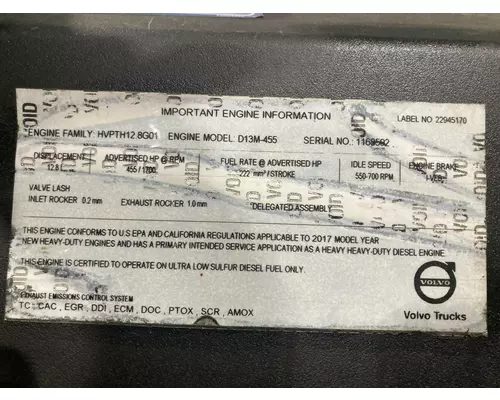 IMPORTANT ENGINE INFORMATION
LABEL NO 22945170
ENGINE FAMILY: HVPTH12.8G01 ENGINE MODEL: D13M-455 SERIAL NO:
DISPLACEMENT ADVERTISED HP @ RPM FUEL RATE @ ADVERTISED HP IDLE SPEED ENGINE BRAKE
12.8 L 455 / 1700 222 mm³/STROKE 550-700 RPM I-VEB
VALVE LASH
INLET ROCKER 0.2 mm EXHAUST ROCKER 1.0 mm DELEGATED ASSEMBLY
THIS ENGINE CONFORMS TO U.S EPA AND CALIFORNIA REGULATIONS APPLICABLE TO 2017 MODEL YEAR
NEW HEAVY-DUTY ENGINES AND HAS A PRIMARY INTENDED SERVICE APPLICATION AS A HEAVY HEAVY-DUTY DIESEL ENGINE.
THIS ENGINE IS CERTIFIED TO OPERATE ON ULTRA LOW SULFUR DIESEL FUEL ONLY.
VOLVO
EXHAUST EMISSIONS CONTROL SYSTEM
TC, CAC, EGR, DDI, ECM, DOC, PTOX, SCR, AMOX
Volvo Trucks